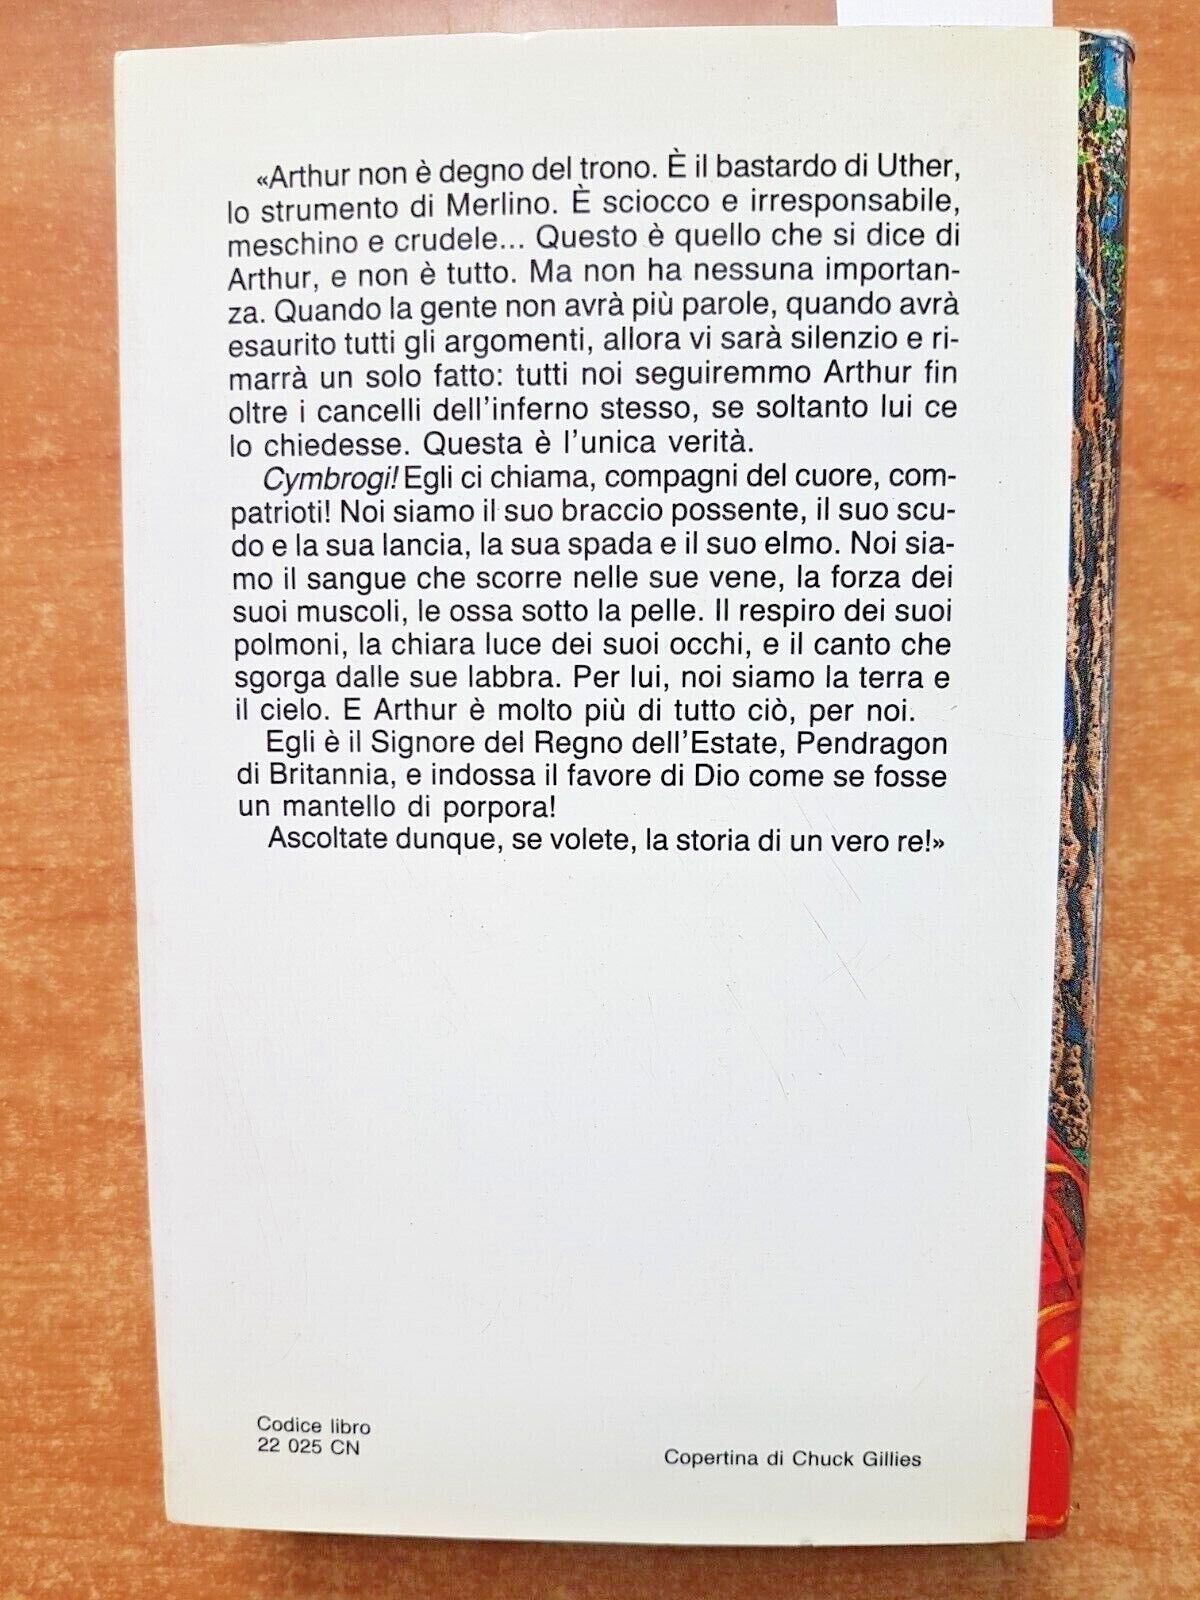 «Arthur non è degno del trono. È il bastardo di Uther,
lo strumento di Merlino. È sciocco e irresponsabile,
meschino e crudele... Questo è quello che si dice di
Arthur, e non è tutto. Ma non ha nessuna importan-
za. Quando la gente non avrà più parole, quando avrà
esaurito tutti gli argomenti, allora vi sarà silenzio e ri-
marrà un solo fatto: tutti noi seguiremmo Arthur fin
oltre i cancelli dell'inferno stesso, se soltanto lui ce
lo chiedesse. Questa è l'unica verità.
Cymbrogi! Egli ci chiama, compagni del cuore, com-
patrioti! Noi siamo il suo braccio possente, il suo scu-
do e la sua lancia, la sua spada e il suo elmo. Noi sia-
mo il sangue che scorre nelle sue vene, la forza dei
suoi muscoli, le ossa sotto la pelle. Il respiro dei suoi
polmoni, la chiara luce dei suoi occhi, e il canto che
sgorga dalle sue labbra. Per lui, noi siamo la terra e
il cielo. E Arthur è molto più di tutto ciò, per noi.
Egli è il Signore del Regno dell'Estate, Pendragon
di Britannia, e indossa il favore di Dio come se fosse
un mantello di porpora!
Ascoltate dunque, se volete, la storia di un vero re!»
Codice libro
22 025 CN
Copertina di Chuck Gillies